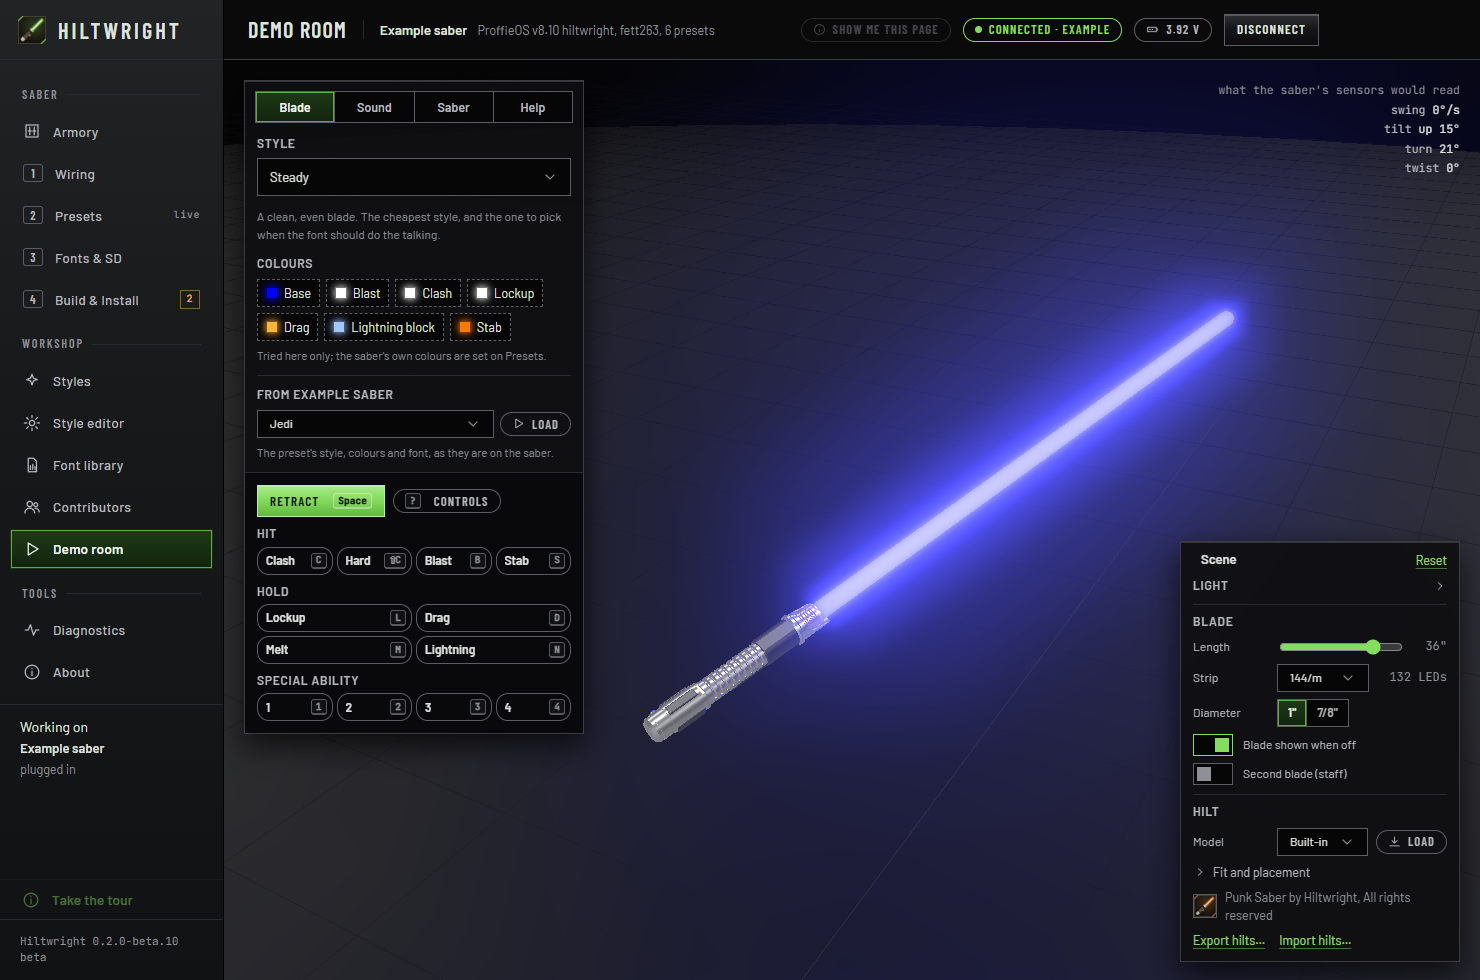 HILTWRIGHT
SABER
Armory
1 Wiring
2 Presets live
3 Fonts & SD
4 Build & Install 2
WORKSHOP
Styles
Style editor
Font library
Contributors
Demo room
TOOLS
Diagnostics
About
Working on
Example saber
plugged in
Take the tour
Hiltwright 0.2.0-beta.10
beta
DEMO ROOM Example saber ProffieOS v8.10 hiltwright, fett263, 6 presets SHOW ME THIS PAGE CONNECTED · EXAMPLE 3.92 V DISCONNECT
Blade Sound Saber Help
STYLE
Steady
A clean, even blade. The cheapest style, and the one to pick
when the font should do the talking.
COLOURS
Base Blast Clash Lockup
Drag Lightning block Stab
Tried here only; the saber's own colours are set on Presets.
FROM EXAMPLE SABER
Jedi LOAD
The preset's style, colours and font, as they are on the saber.
RETRACT Space ? CONTROLS
HIT
Clash C Hard ⇧C Blast B Stab S
HOLD
Lockup L Drag D
Melt M Lightning N
SPECIAL ABILITY
1 1 2 2 3 3 4 4
what the saber's sensors would read
swing 0°/s
tilt up 15°
turn 21°
twist 0°
Scene Reset
LIGHT
BLADE
Length 36"
Strip 144/m 132 LEDs
Diameter 1" 7/8"
Blade shown when off
Second blade (staff)
HILT
Model Built-in LOAD
Fit and placement
Punk Saber by Hiltwright, All rights
reserved
Export hilts... Import hilts...